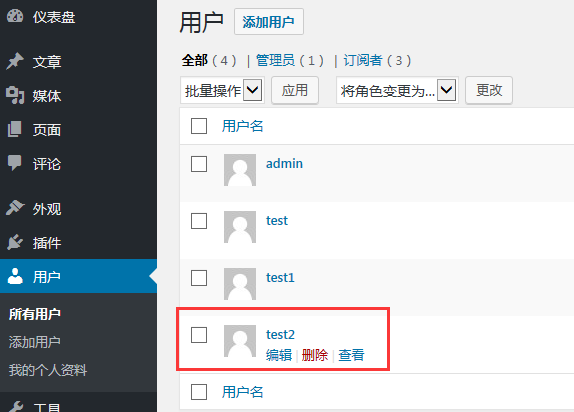 仪表盘
文章
媒体
页面
评论
外观
插件
用户
所有用户
添加用户
我的个人资料
工具
用户 添加用户
全部（4） | 管理员（1） | 订阅者（3）
批量操作 应用 将角色变更为... 更改
用户名
admin
test
test1
test2
编辑 | 删除 | 查看
用户名